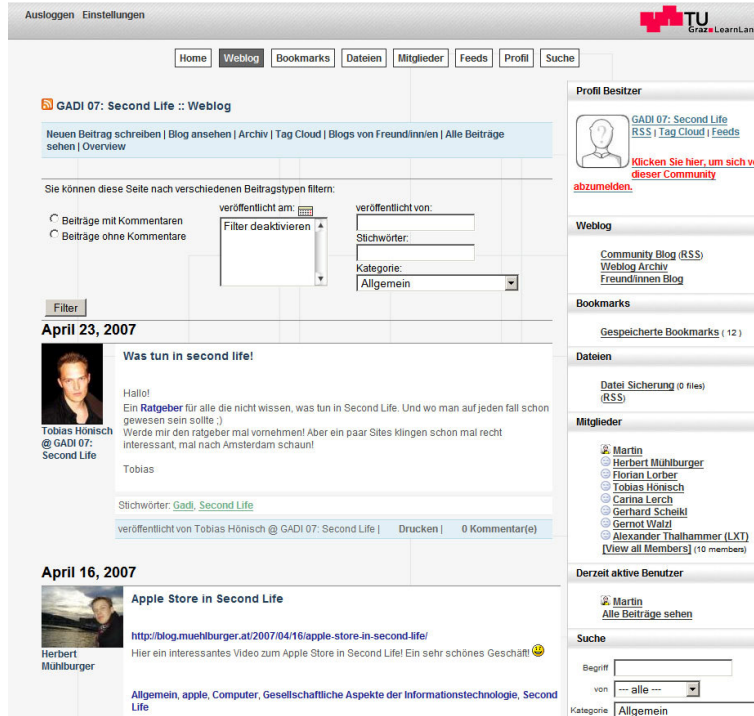 Ausloggen Einstellungen
TU
Graz LearnLan
Home Weblog Bookmarks Dateien Mitglieder Feeds Profil Suche
GADI 07: Second Life :: Weblog
Neuen Beitrag schreiben | Blog ansehen | Archiv | Tag Cloud | Blogs von Freund/inn/en | Alle Beiträge
sehen | Overview
Sie können diese Seite nach verschiedenen Beitragstypen filtern:
Beiträge mit Kommentaren
Beiträge ohne Kommentare
veröffentlicht am:
Filter deaktivieren
veröffentlicht von:
Stichwörter:
Kategorie:
Allgemein
Filter
April 23, 2007
Tobias Hönisch
@ GADI 07:
Second Life
Was tun in second life!
Hallo!
Ein Ratgeber für alle die nicht wissen, was tun in Second Life. Und wo man auf jeden fall schon
gewesen sein sollte ;)
Werde mir den ratgeber mal vornehmen! Aber ein paar Sites klingen schon mal recht
interessant, mal nach Amsterdam schaun!
Tobias
Stichwörter: Gadi, Second Life
veröffentlicht von Tobias Hönisch @ GADI 07: Second Life | Drucken | 0 Kommentar(e)
April 16, 2007
Herbert
Mühlburger
Apple Store in Second Life
http://blog.muehlburger.at/2007/04/16/apple-store-in-second-life/
Hier ein interessantes Video zum Apple Store in Second Life! Ein sehr schönes Geschäft!
Allgemein, apple, Computer, Gesellschaftliche Aspekte der Informationstechnologie, Second
Life
Profil Besitzer
GADI 07: Second Life
RSS | Tag Cloud | Feeds
Klicken Sie hier, um sich v
dieser Community
abzumelden.
Weblog
Community Blog (RSS)
Weblog Archiv
Freund/innen Blog
Bookmarks
Gespeicherte Bookmarks ( 12 )
Dateien
Datei Sicherung (0 files)
(RSS)
Mitglieder
Martin
Herbert Mühlburger
Florian Lorber
Tobias Hönisch
Carina Lerch
Gerhard Scheikl
Gernot Walzl
Alexander Thalhammer (LXT)
[View all Members] (10 members)
Derzeit aktive Benutzer
Martin
Alle Beiträge sehen
Suche
Begriff
von --- alle ---
Kategorie Allgemein